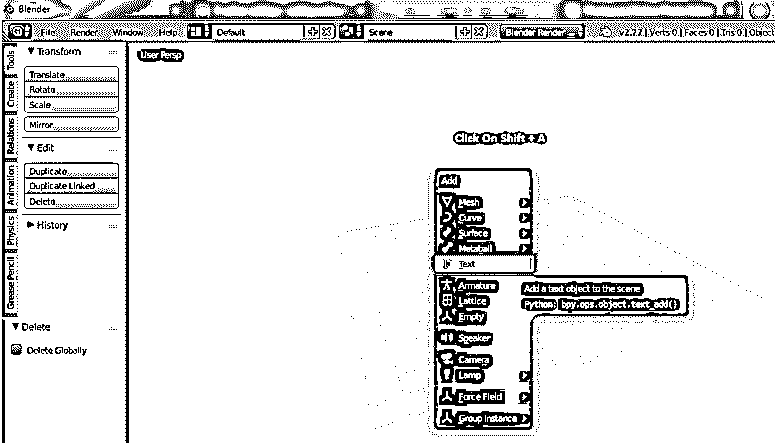 Blender
File Render Window Help Default Scene Blender Render v2.77 | Verts:0 | Faces:0 | Tris:0 | Object
Tools
Create
Relations
Animation
Physics
Grease Pencil
Transform
Translate
Rotate
Scale
Mirror
Edit
Duplicate
Duplicate Linked
Delete
History
Delete
Delete Globally
User Persp
Click On Shift + A
Add
Mesh
Curve
Surface
Metaball
Text
Armature
Lattice
Empty
Speaker
Camera
Lamp
Force Field
Group Instance
Add a text object to the scene
Python: bpy.ops.object.text_add()